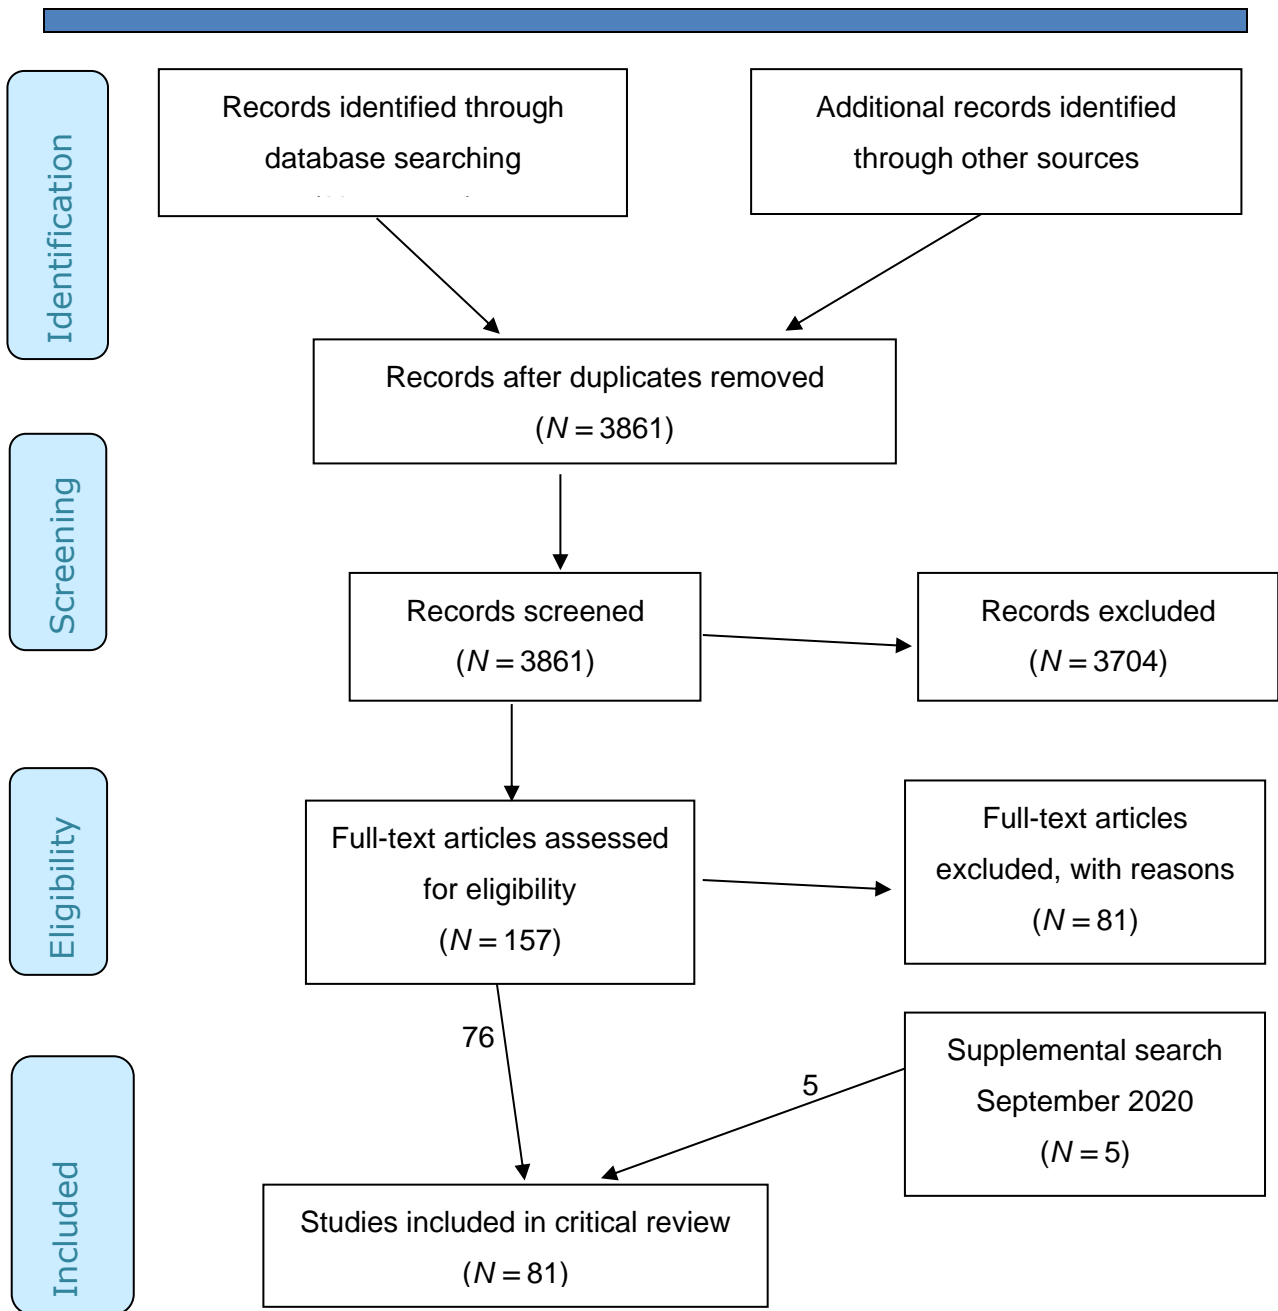 Identification
Records identified through
database searching
Additional records identified
through other sources
Records after duplicates removed
(N = 3861)
Screening
Records screened
(N = 3861)
Records excluded
(N = 3704)
Eligibility
Full-text articles assessed
for eligibility
(N = 157)
Full-text articles
excluded, with reasons
(N = 81)
76
5
Supplemental search
September 2020
(N = 5)
Included
Studies included in critical review
(N = 81)